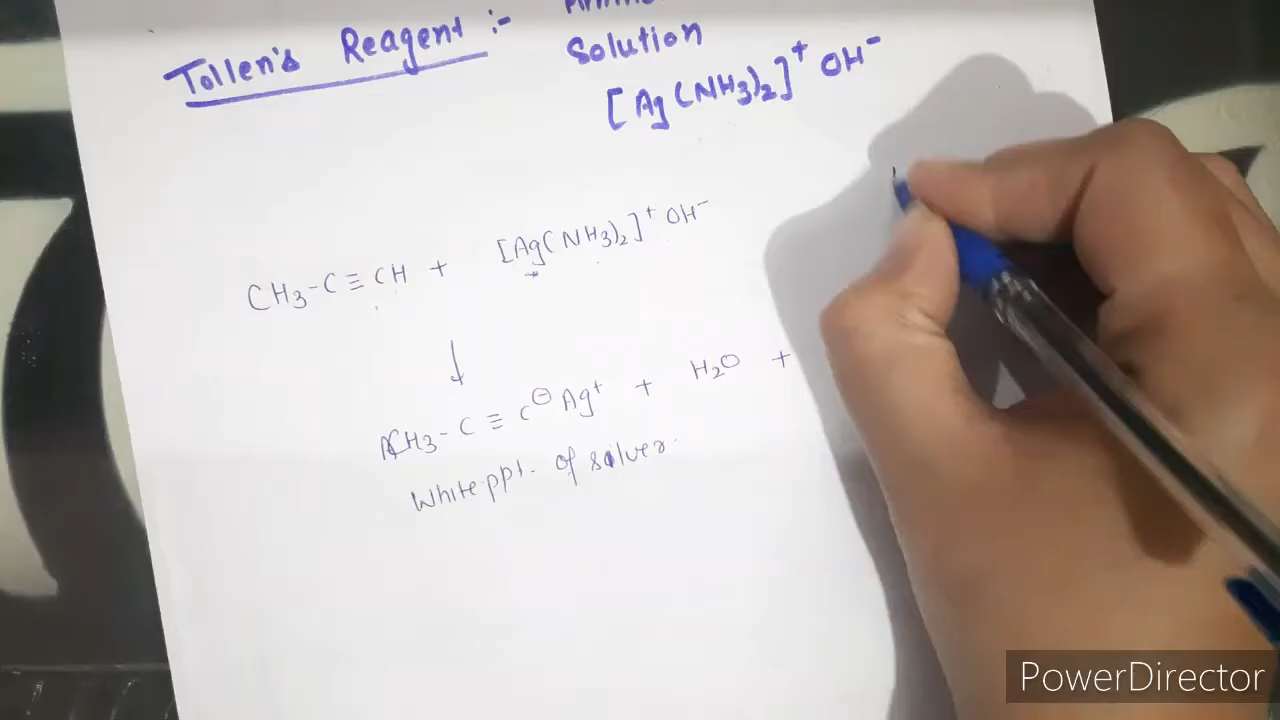 Tollen's Reagent :-
Solution
[Ag(NH3)2]⁺ OH⁻
CH3-C≡CH + [Ag(NH3)2]⁺ OH⁻
↓
CH3-C≡C⊖Ag⁺ + H2O +
White ppt. of silver.
PowerDirector